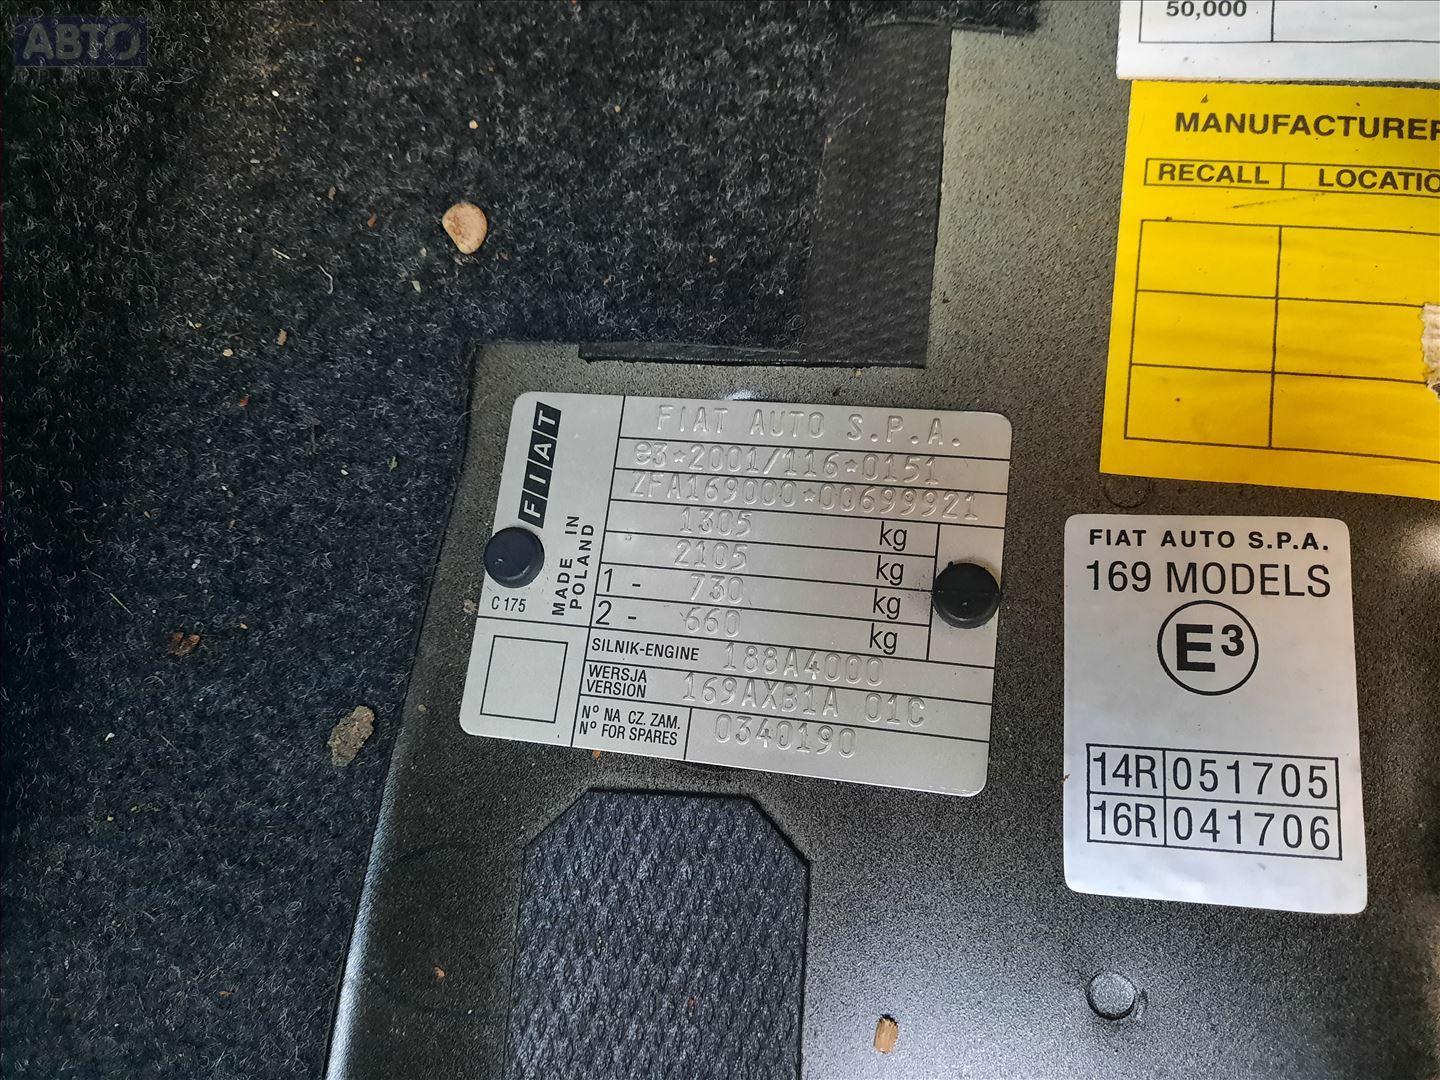 АВТО
50,000
MANUFACTURER
RECALL LOCATIO
FIAT
MADE IN
POLAND
C 175
FIAT AUTO S.P.A.
e3*2001/116*0151
ZFA169000*00699921
1305 kg
2105 kg
1 - 730 kg
2 - 660 kg
SILNIK-ENGINE 188A4000
WERSJA
VERSION 169AXB1A 01C
Nº NA CZ. ZAM.
Nº FOR SPARES 0340190
FIAT AUTO S.P.A.
169 MODELS
E3
14R 051705
16R 041706